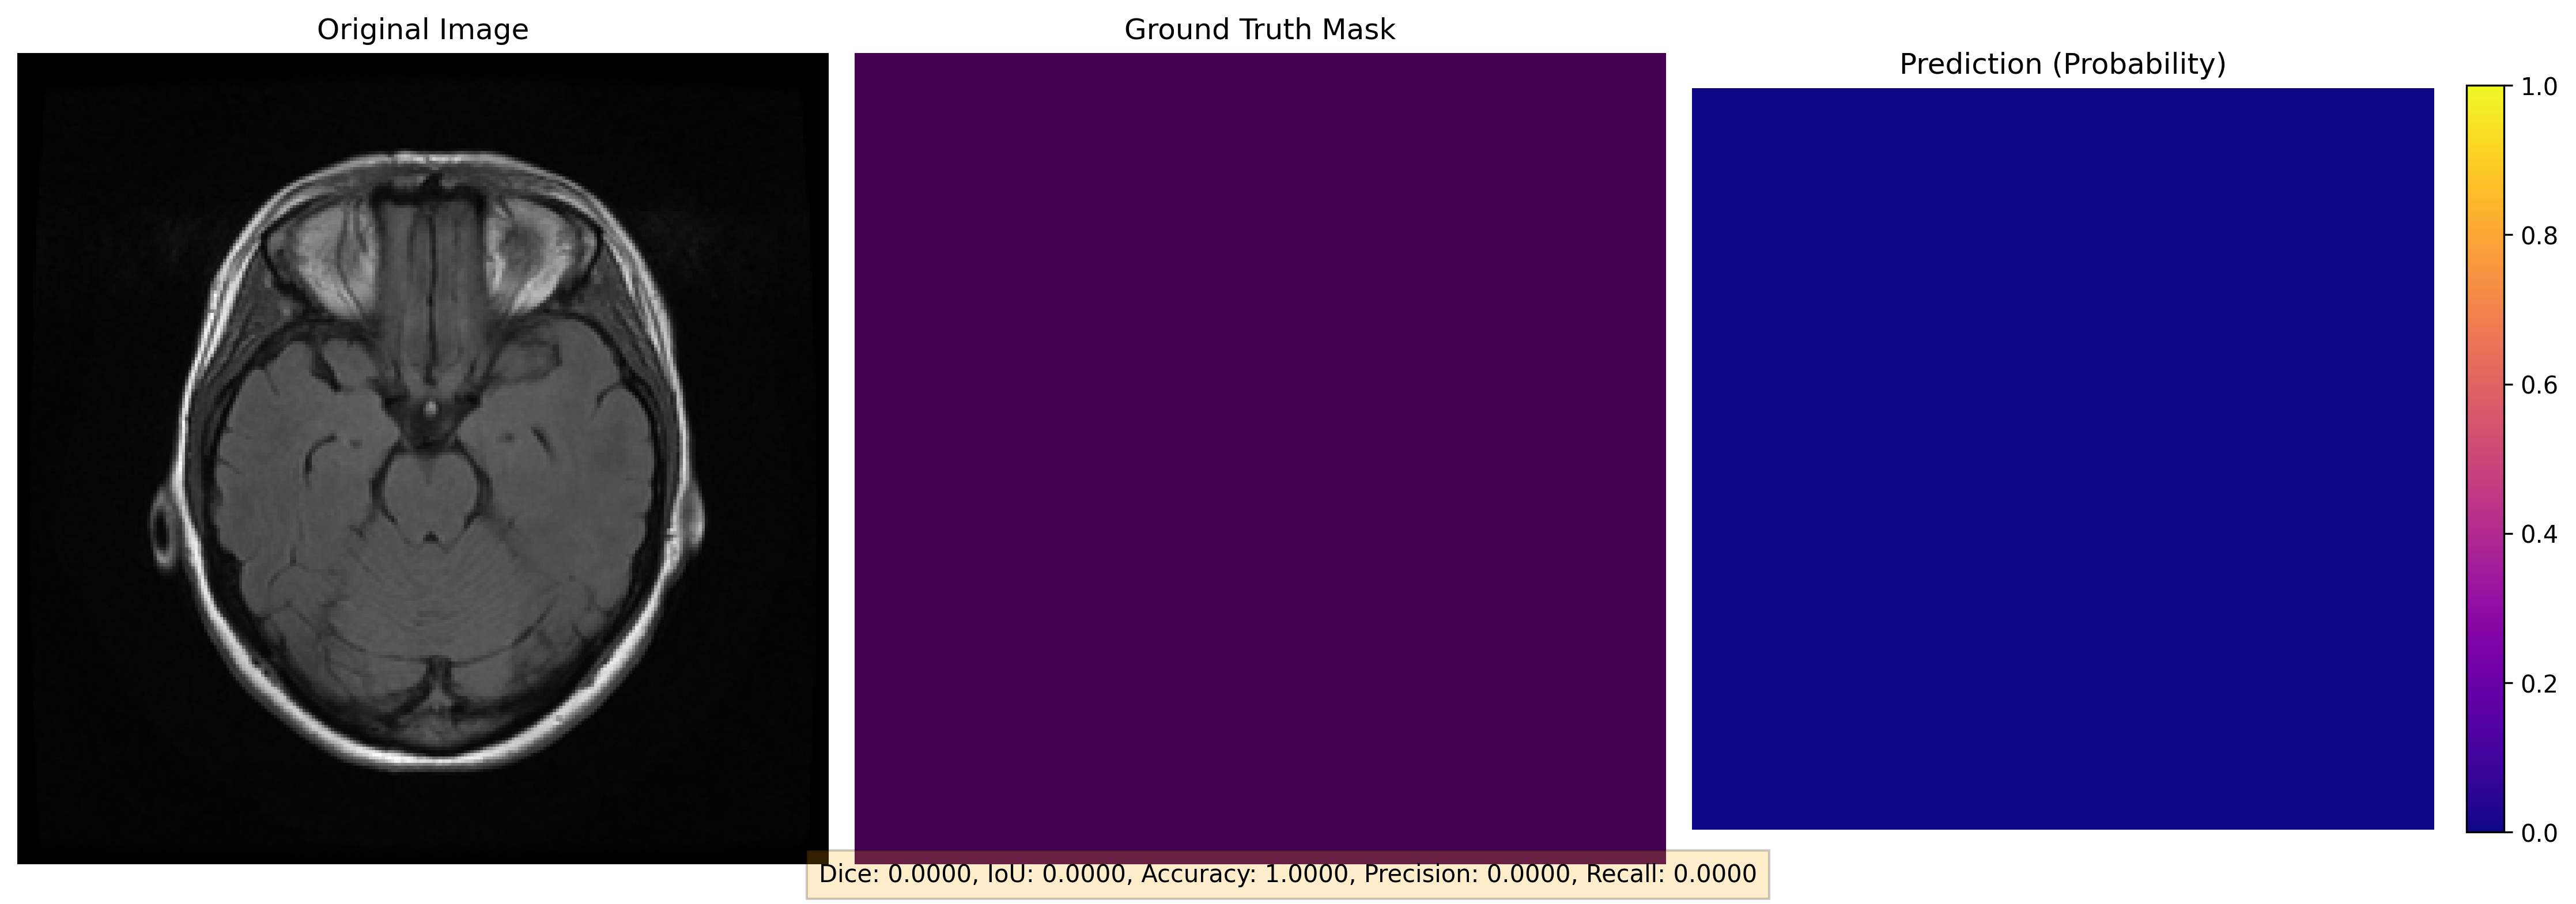 Original Image
Ground Truth Mask
Prediction (Probability)
1.0
0.8
0.6
0.4
0.2
0.0
Dice: 0.0000, IoU: 0.0000, Accuracy: 1.0000, Precision: 0.0000, Recall: 0.0000